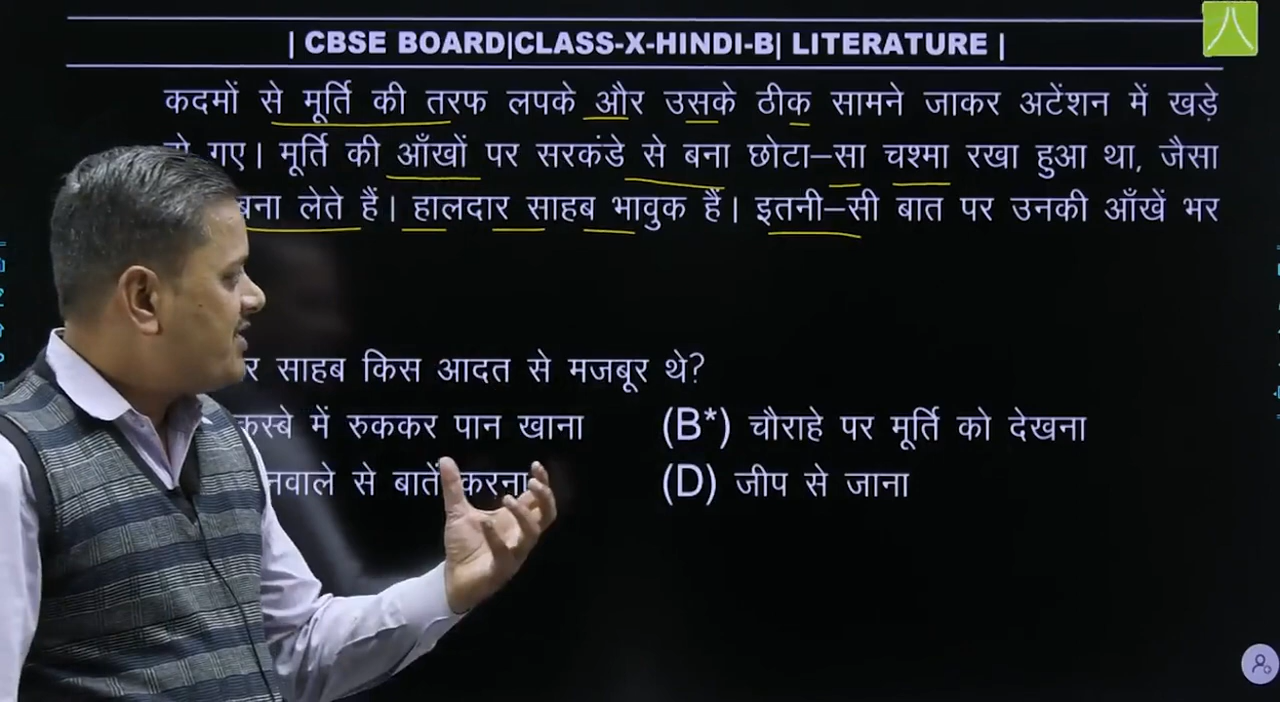 | CBSE BOARD|CLASS-X-HINDI-B| LITERATURE |
कदमों से मूर्ति की तरफ लपके और उसके ठीक सामने जाकर अटेंशन में खड़े
गए। मूर्ति की आँखों पर सरकंडे से बना छोटा–सा चश्मा रखा हुआ था, जैसा
बना लेते हैं। हालदार साहब भावुक हैं। इतनी–सी बात पर उनकी आँखें भर
साहब किस आदत से मजबूर थे?
कस्बे में रुककर पान खाना (B*) चौराहे पर मूर्ति को देखना
से बातें करना (D) जीप से जाना